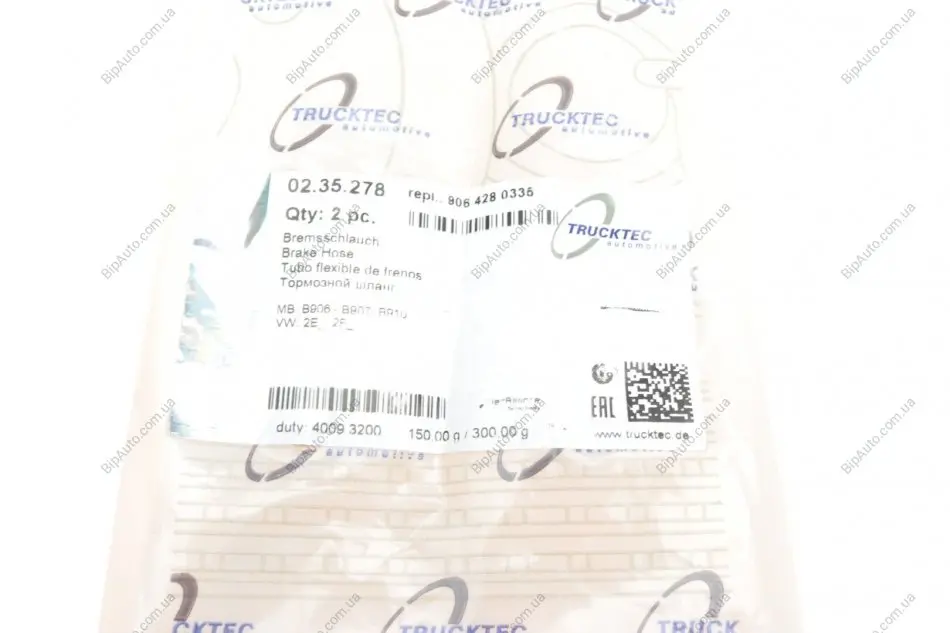 TRUCKTEC
automotive
TRUCKTEC
automotive
02.35.278
Qty: 2 pc.
repl.: 906 428 0335
Bremsschlauch
Brake Hose
Tubo flexible de frenos
Тормозной шланг
MB: B906 - B907, B910
VW: 2E_, 2F_
TRUCKTEC
automotive
EAC
duty: 4009 3200
150.00 g / 300.00 g
www.trucktec.de
automotive
TRUCKTEC
BipAuto.com.ua